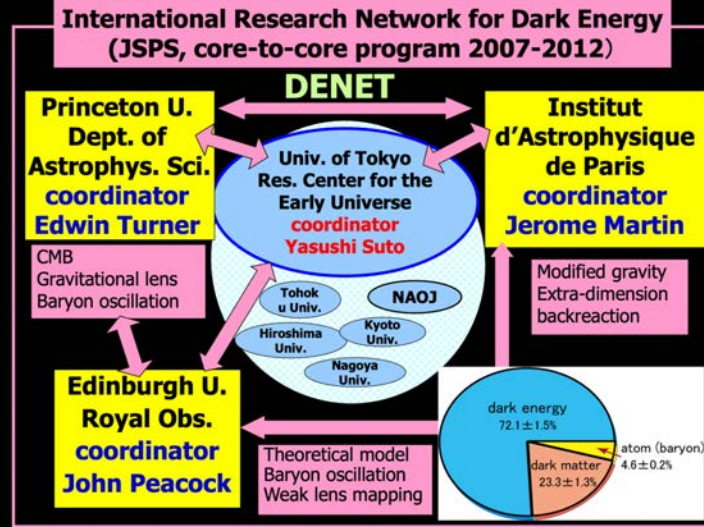 International Research Network for Dark Energy
(JSPS, core-to-core program 2007-2012)
DENET
Princeton U.
Dept. of
Astrophys. Sci.
coordinator
Edwin Turner
Univ. of Tokyo
Res. Center for the
Early Universe
coordinator
Yasushi Suto
Institut
d'Astrophysique
de Paris
coordinator
Jerome Martin
CMB
Gravitational lens
Baryon oscillation
Tohok
u Univ.
NAOJ
Hiroshima
Univ.
Kyoto
Univ.
Nagoya
Univ.
Modified gravity
Extra-dimension
backreaction
Edinburgh U.
Royal Obs.
coordinator
John Peacock
Theoretical model
Baryon oscillation
Weak lens mapping
dark energy
72.1±1.5%
atom (baryon)
4.6±0.2%
dark matter
23.3±1.3%